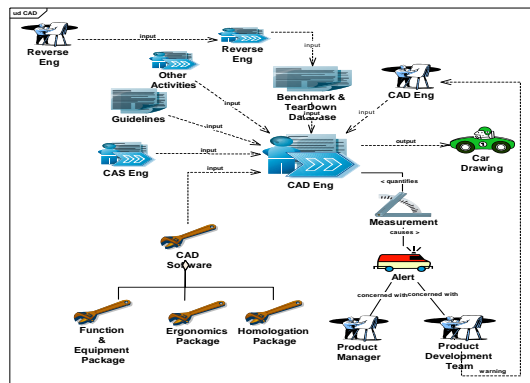 ud CAD
Reverse
Eng
input
Reverse
Eng
input
Other
Activities
input
CAD Eng
Benchmark &
TearDown
Database
input
input
Guidelines
input
output
Car
Drawing
CAS Eng
input
CAD Eng
input
< quantifies
Measurement
causes >
CAD
Software
Alert
concerned with
concerned with
Function
&
Equipment
Package
Ergonomics
Package
Homologation
Package
Product
Manager
Product
Development
Team
warning